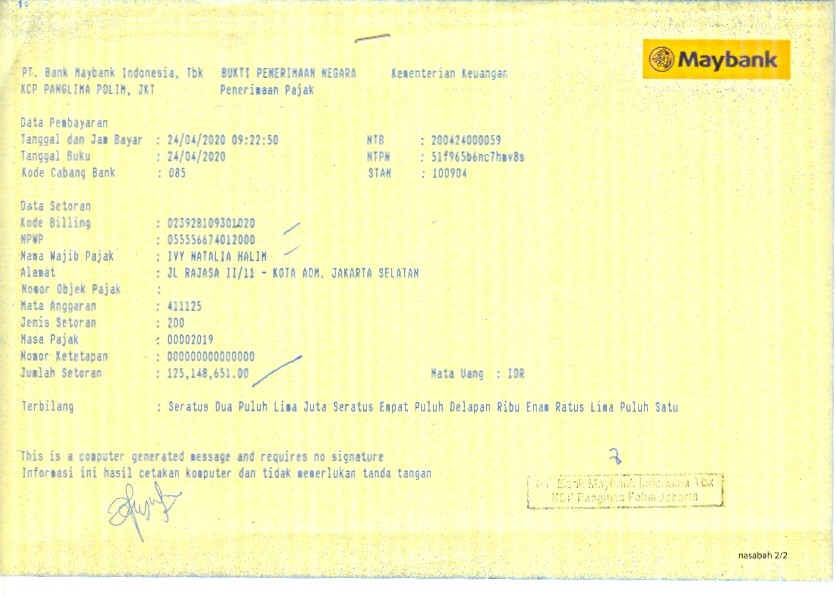 Maybank
PT. Bank Maybank Indonesia, Tbk BUKTI PENERIMAAN NEGARA Kementerian Keuangan
KCP PANGLIMA POLIM, JKT Penerimaan Pajak
Data Pembayaran
Tanggal dan Jam Bayar : 24/04/2020 09:22:50 NTB : 200424000059
Tanggal Buku : 24/04/2020 NTPN : 51f965b6nc7hmv8s
Kode Cabang Bank : 085 STAN : 100904
Data Setoran
Kode Billing : 023928109301020
NPWP : 055556674012000
Nama Wajib Pajak : IVY NATALIA HALIM
Alamat : JL RAJASA II/11 - KOTA ADM. JAKARTA SELATAN
Nomor Objek Pajak :
Mata Anggaran : 411125
Jenis Setoran : 200
Masa Pajak : 00002019
Nomor Ketetapan : 000000000000000
Jumlah Setoran : 125,148,651.00 Mata Uang : IDR
Terbilang : Seratus Dua Puluh Lima Juta Seratus Empat Puluh Delapan Ribu Enam Ratus Lima Puluh Satu
This is a computer generated message and requires no signature
Informasi ini hasil cetakan komputer dan tidak memerlukan tanda tangan
PT Bank Maybank Indonesia Tbk
KCP Panglima Polim Jakarta
nasabah 2/2